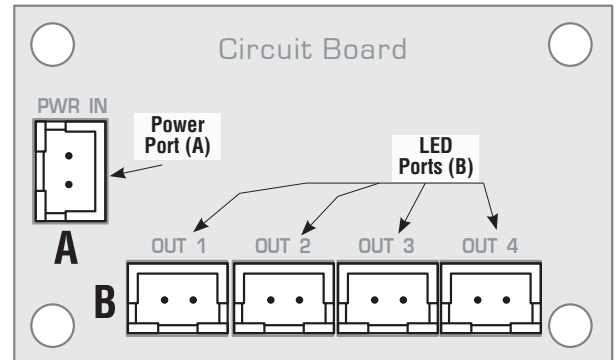 Circuit Board
PWR IN
Power
Port (A)
LED
Ports (B)
A
OUT 1
OUT 2
OUT 3
OUT 4
B